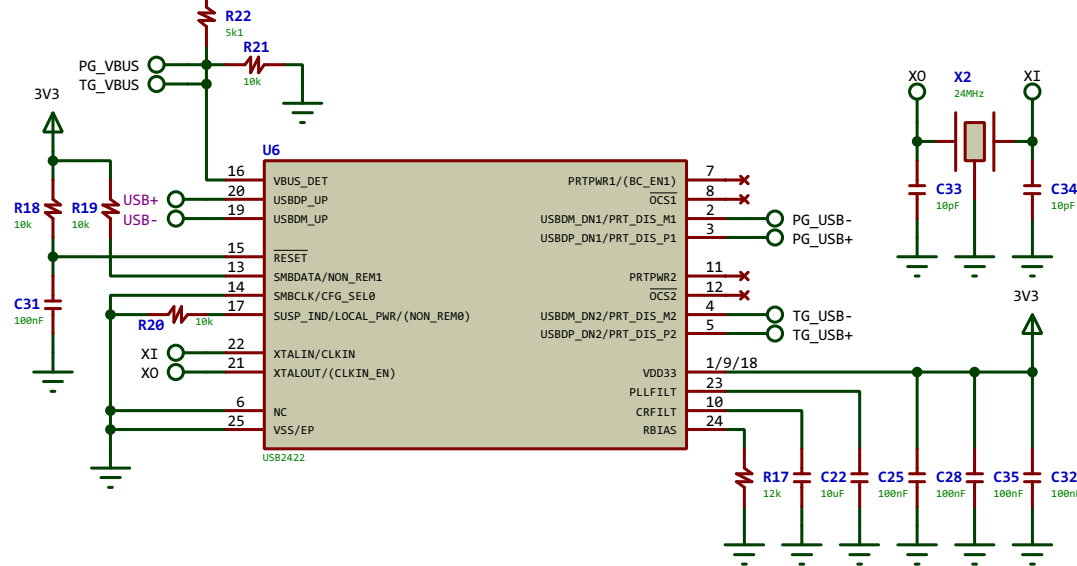 R22
5k1
R21
10k
PG_VBUS
TG_VBUS
3V3
XO
X2
24MHz
XI
C33
10pF
C34
10pF
U6
16
VBUS_DET
20
USBDP_UP
19
USBDM_UP
USB+
USB-
R18
10k
R19
10k
15
RESET
13
SMBDATA/NON_REM1
14
SMBCLK/CFG_SEL0
17
SUSP_IND/LOCAL_PWR/(NON_REM0)
C31
100nF
R20
10k
XI
XO
22
XTALIN/CLKIN
21
XTALOUT/(CLKIN_EN)
6
NC
25
VSS/EP
USB2422
7
PRTPWR1/(BC_EN1)
8
OCS1
2
USBDM_DN1/PRT_DIS_M1
PG_USB-
3
USBDP_DN1/PRT_DIS_P1
PG_USB+
11
PRTPWR2
12
OCS2
4
USBDM_DN2/PRT_DIS_M2
TG_USB-
5
USBDP_DN2/PRT_DIS_P2
TG_USB+
3V3
1/9/18
VDD33
23
PLLFILT
10
CRFILT
24
RBIAS
R17
12k
C22
10uF
C25
100nF
C28
100nF
C35
100nF
C32